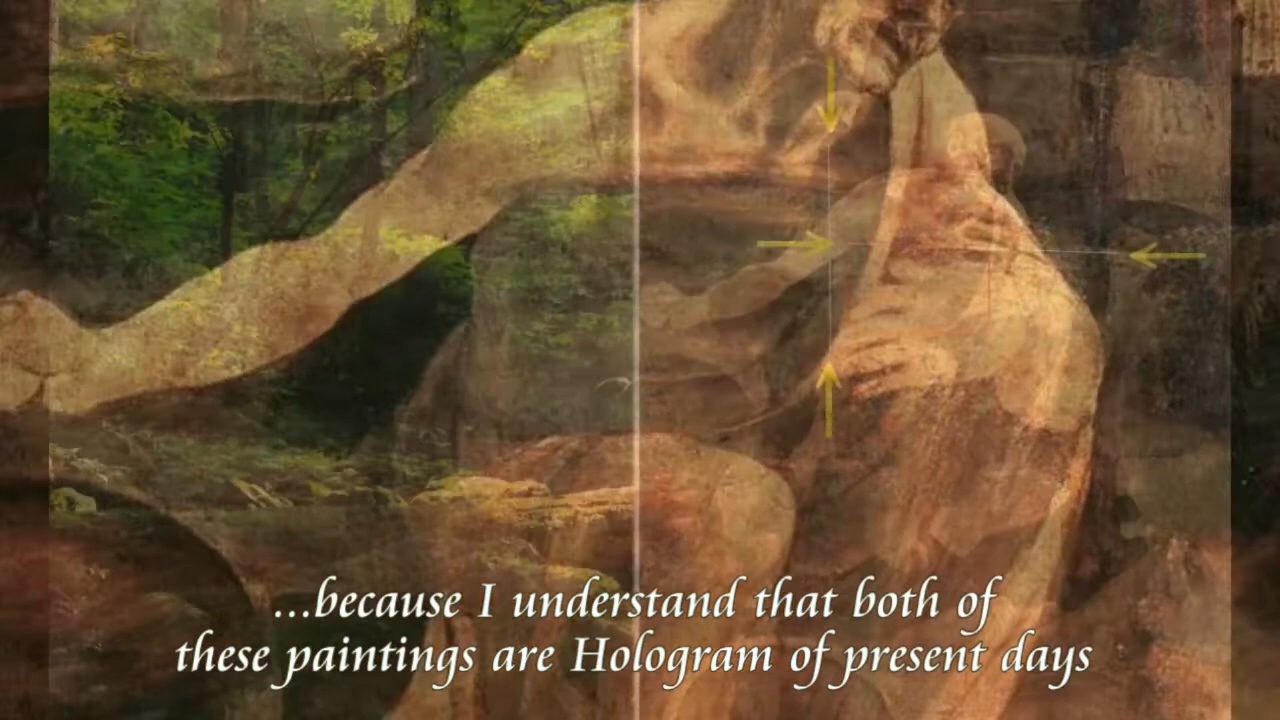 ...because I understand that both of
these paintings are Hologram of present days